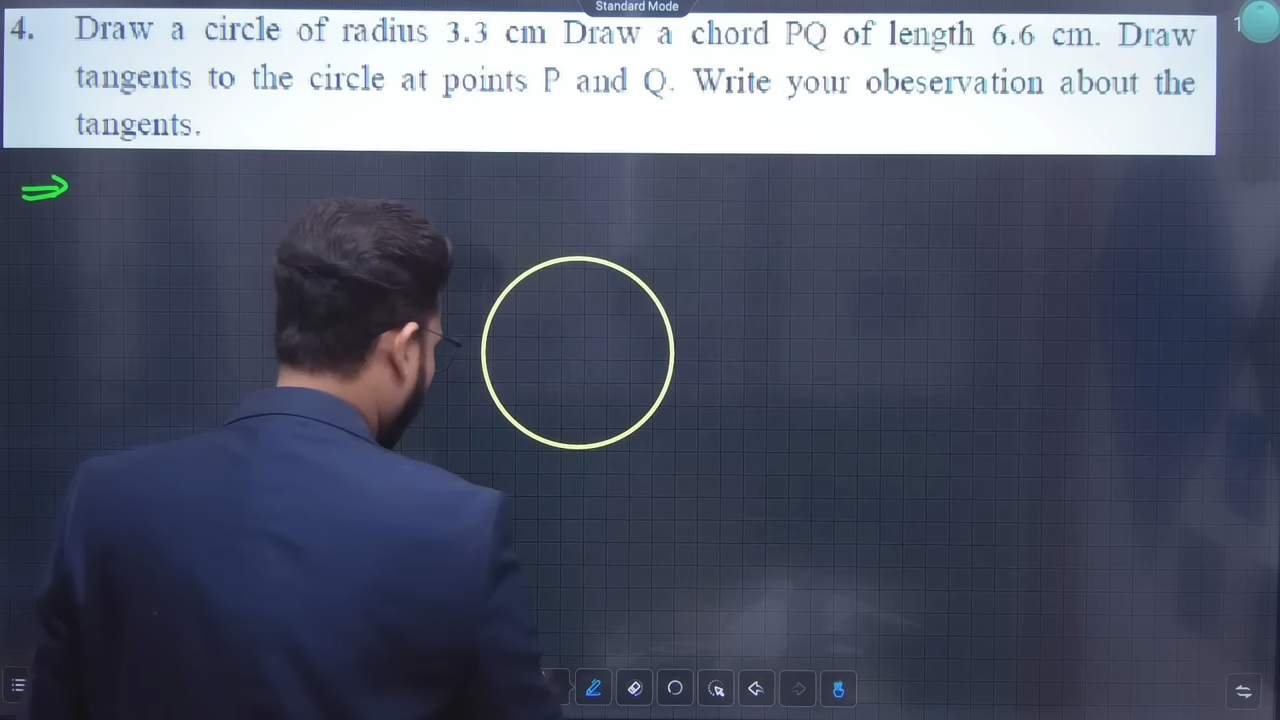 Standard Mode
4. Draw a circle of radius 3.3 cm Draw a chord PQ of length 6.6 cm. Draw
tangents to the circle at points P and Q. Write your obeservation about the
tangents.